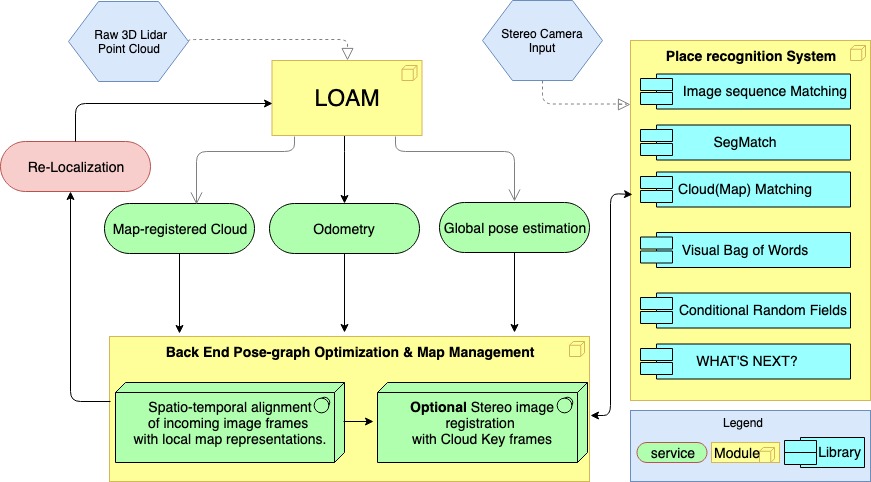 Raw 3D Lidar
Point Cloud
Stereo Camera
Input
LOAM
Re-Localization
Map-registered Cloud
Odometry
Global pose estimation
Back End Pose-graph Optimization & Map Management
Spatio-temporal alignment
of incoming image frames
with local map representations.
Optional Stereo image
registration
with Cloud Key frames
Place recognition System
Image sequence Matching
SegMatch
Cloud(Map) Matching
Visual Bag of Words
Conditional Random Fields
WHAT'S NEXT?
Legend
service
Module
Library